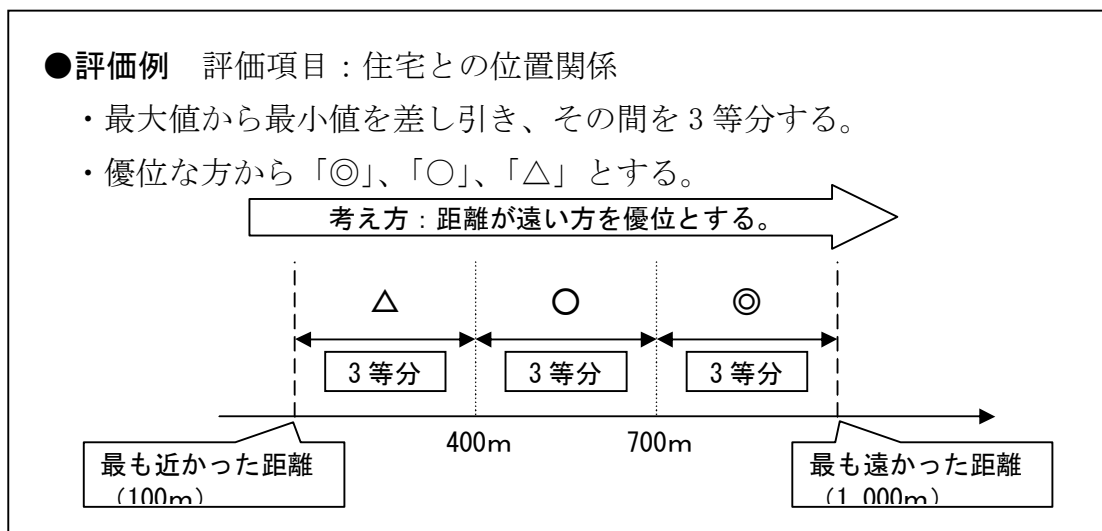 ●評価例　評価項目：住宅との位置関係
・最大値から最小値を差し引き、その間を3等分する。
・優位な方から「◎」、「○」、「△」とする。
考え方：距離が遠い方を優位とする。
△ ○ ◎
3等分 3等分 3等分
400m 700m
最も近かった距離
（100m）
最も遠かった距離
（1,000m）